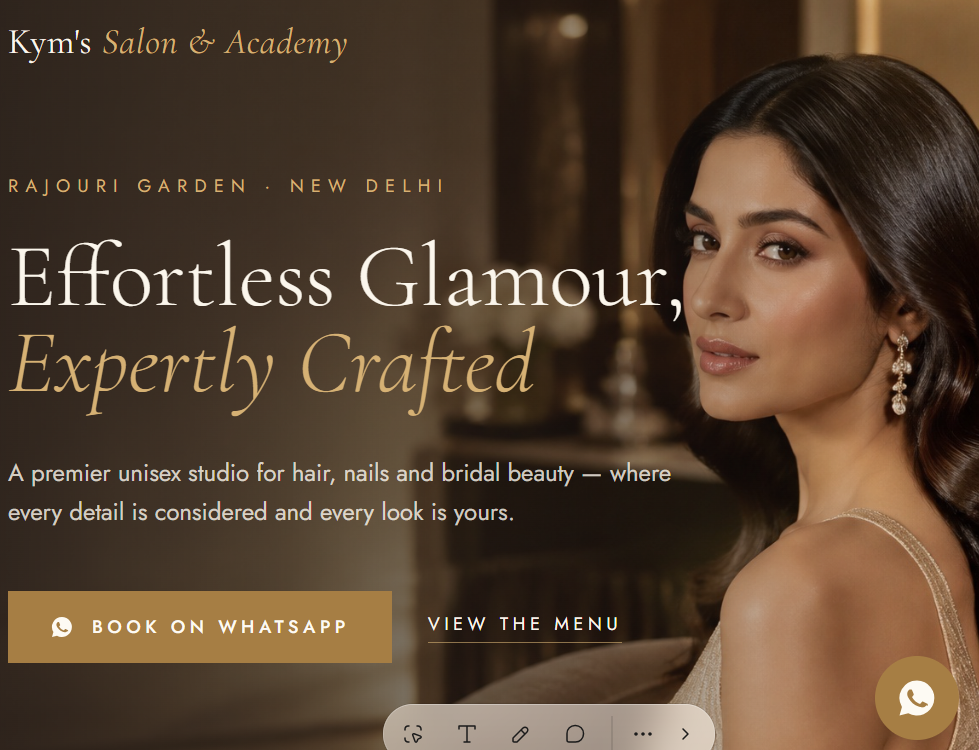 Kym's Salon & Academy
RAJOURI GARDEN · NEW DELHI
Effortless Glamour,
Expertly Crafted
A premier unisex studio for hair, nails and bridal beauty — where
every detail is considered and every look is yours.
BOOK ON WHATSAPP
VIEW THE MENU